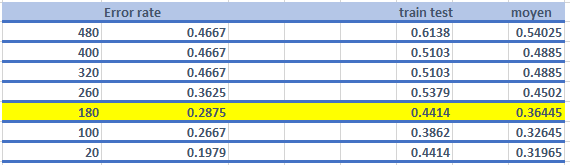 Error rate train test moyen
480 0.4667 0.6138 0.54025
400 0.4667 0.5103 0.4885
320 0.4667 0.5103 0.4885
260 0.3625 0.5379 0.4502
180 0.2875 0.4414 0.36445
100 0.2667 0.3862 0.32645
20 0.1979 0.4414 0.31965